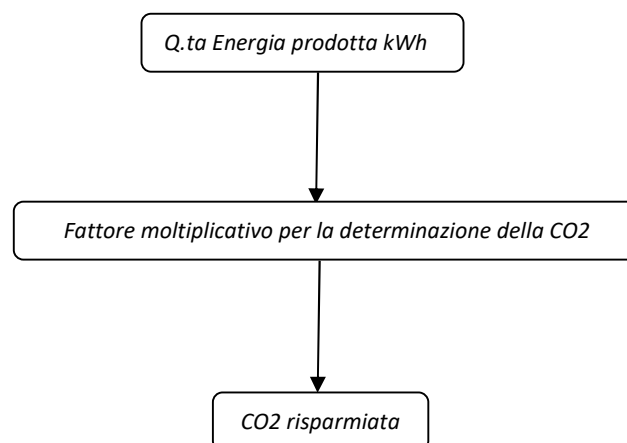 Q.ta Energia prodotta kWh
Fattore moltiplicativo per la determinazione della CO2
CO2 risparmiata